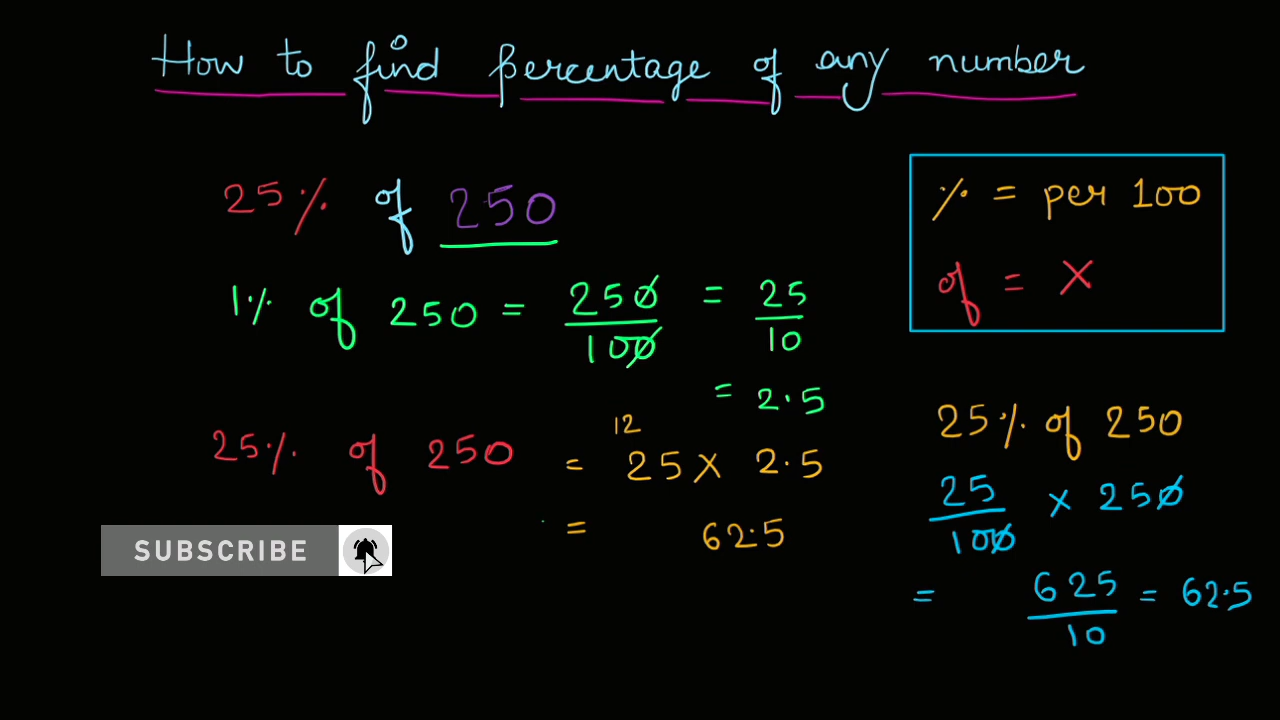 How to find percentage of any number
25% of 250
1% of 250 = 250/100 = 25/10
= 2.5
12
25% of 250 = 25 X 2.5
= 62.5
SUBSCRIBE
% = per 100
of = X
25% of 250
25/100 X 250
= 625/10 = 62.5